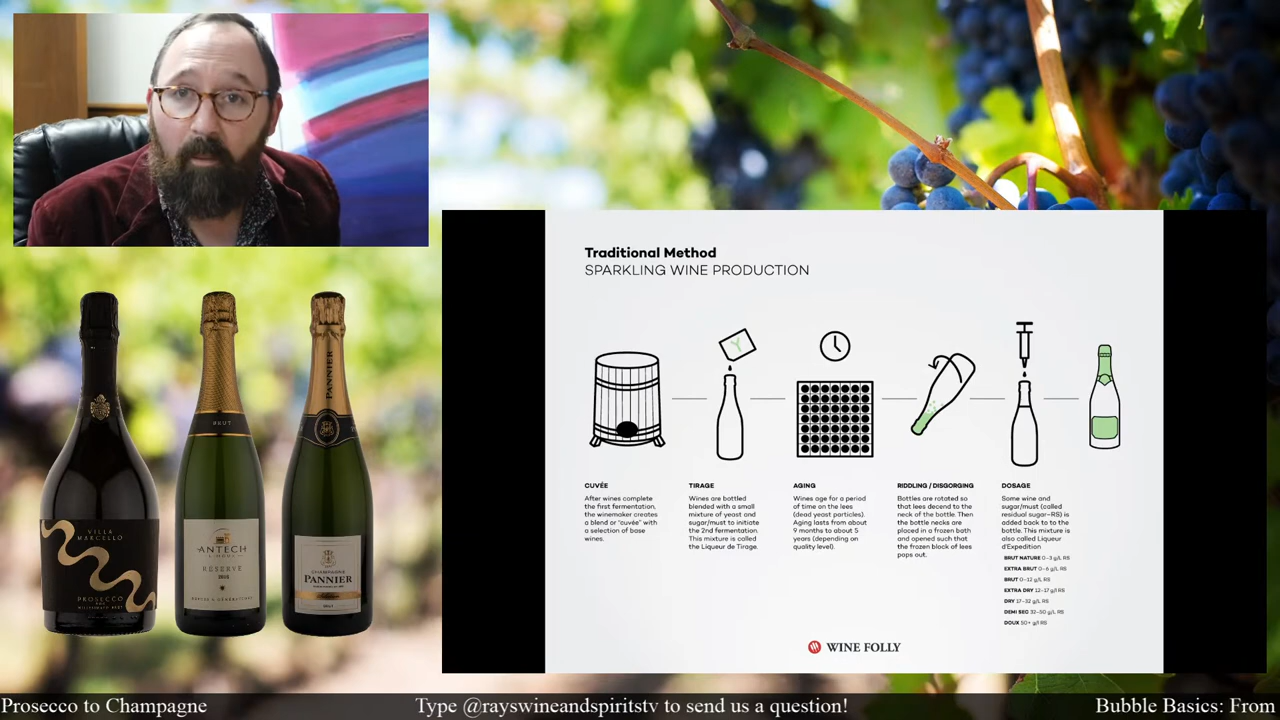 VILLA
MARCELLO
PROSECCO
MILLESIMATO BRUT
BRUT
ANTECH
LIMOUX
RESERVE
PANNIER
PANNIER
BRUT
Traditional Method
SPARKLING WINE PRODUCTION
CUVÉE
After wines complete
the first fermentation,
the winemaker creates
a blend or "cuvée" with
a selection of base
wines.
TIRAGE
Wines are bottled
blended with a small
mixture of yeast and
sugar/must to initiate
the 2nd fermentation.
This mixture is called
the Liqueur de Tirage.
AGING
Wines age for a period
of time on the lees
(dead yeast particles).
Aging lasts from about
9 months to about 5
years (depending on
quality level).
RIDDLING / DISGORGING
Bottles are rotated so
that lees decend to the
neck of the bottle. Then
the bottle necks are
placed in a frozen bath
and opened such that
the frozen block of lees
pops out.
DOSAGE
Some wine and
sugar/must (called
residual sugar–RS) is
added back to to the
bottle. This mixture is
also called Liqueur
d'Expedition
BRUT NATURE 0–3 g/L RS
EXTRA BRUT 0–6 g/L RS
BRUT 0–12 g/L RS
EXTRA DRY 12–17 g/l RS
DRY 17–32 g/L RS
DEMI SEC 32–50 g/L RS
DOUX 50+ g/l RS
WINE FOLLY
Prosecco to Champagne
Type @rayswineandspiritstv to send us a question!
Bubble Basics: From